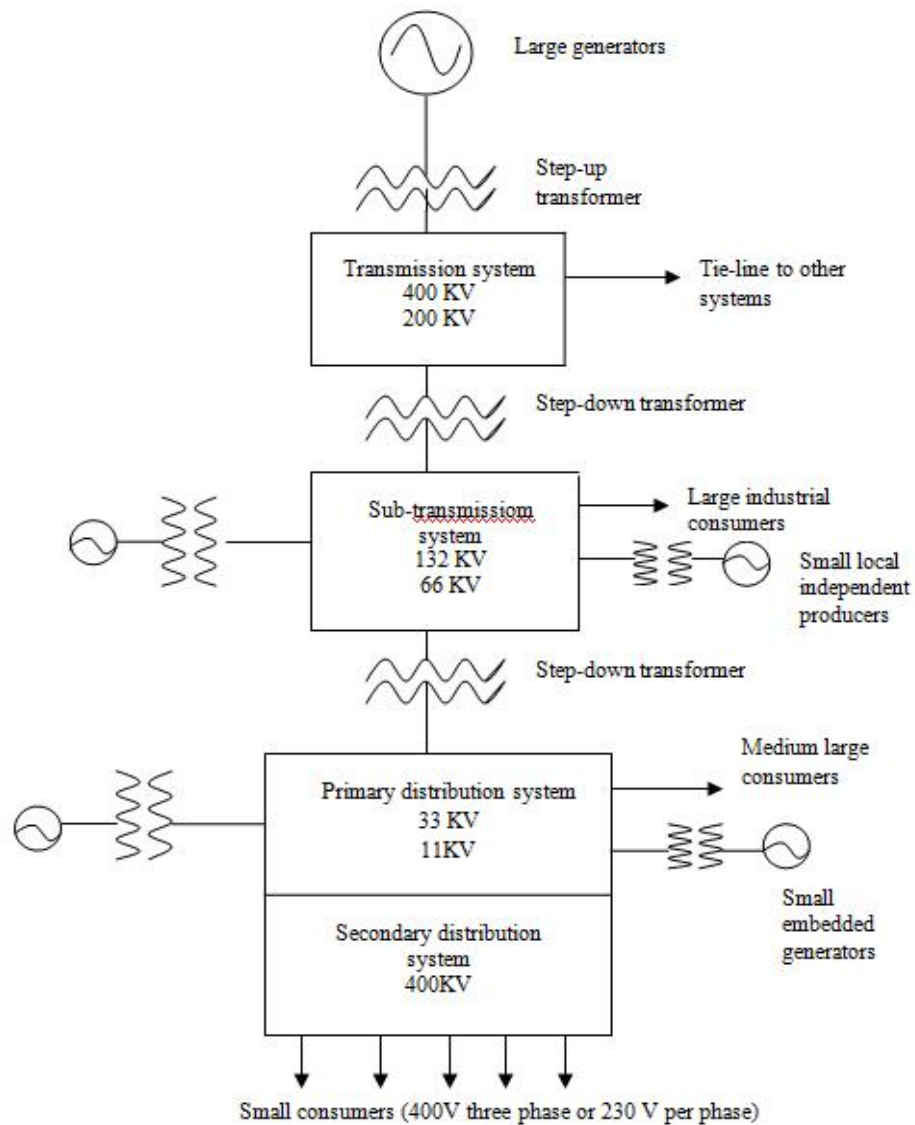 Large generators
Step-up
transformer
Transmission system
400 KV
200 KV
Tie-line to other
systems
Step-down transformer
Sub-transmissiom
system
132 KV
66 KV
Large industrial
consumers
Small local
independent
producers
Step-down transformer
Medium large
consumers
Primary distribution system
33 KV
11KV
Small
embedded
generators
Secondary distribution
system
400KV
Small consumers (400V three phase or 230 V per phase)